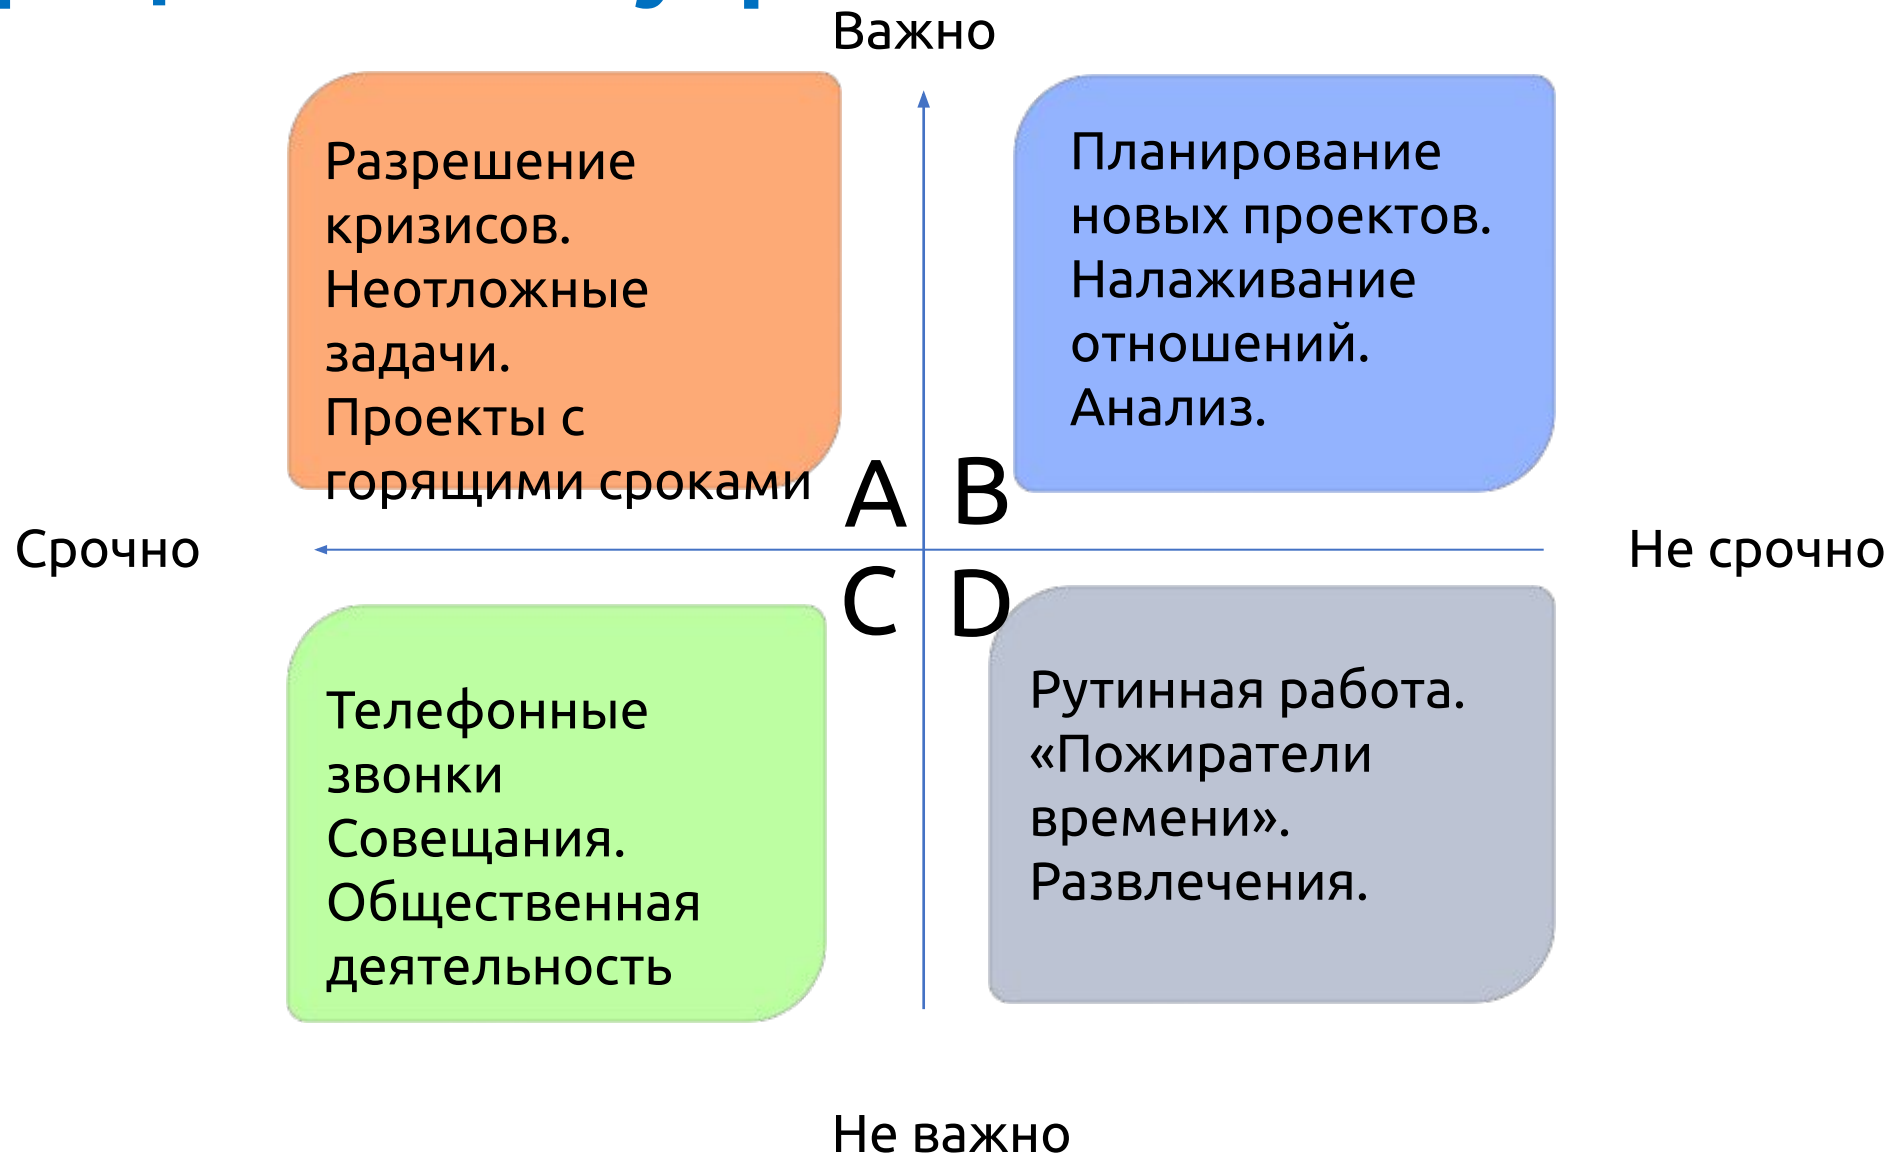 Важно
Разрешение
кризисов.
Неотложные
задачи.
Проекты с
горящими сроками
Планирование
новых проектов.
Налаживание
отношений.
Анализ.
A B
Срочно
Не срочно
C D
Телефонные
звонки
Совещания.
Общественная
деятельность
Рутинная работа.
«Пожиратели
времени».
Развлечения.
Не важно